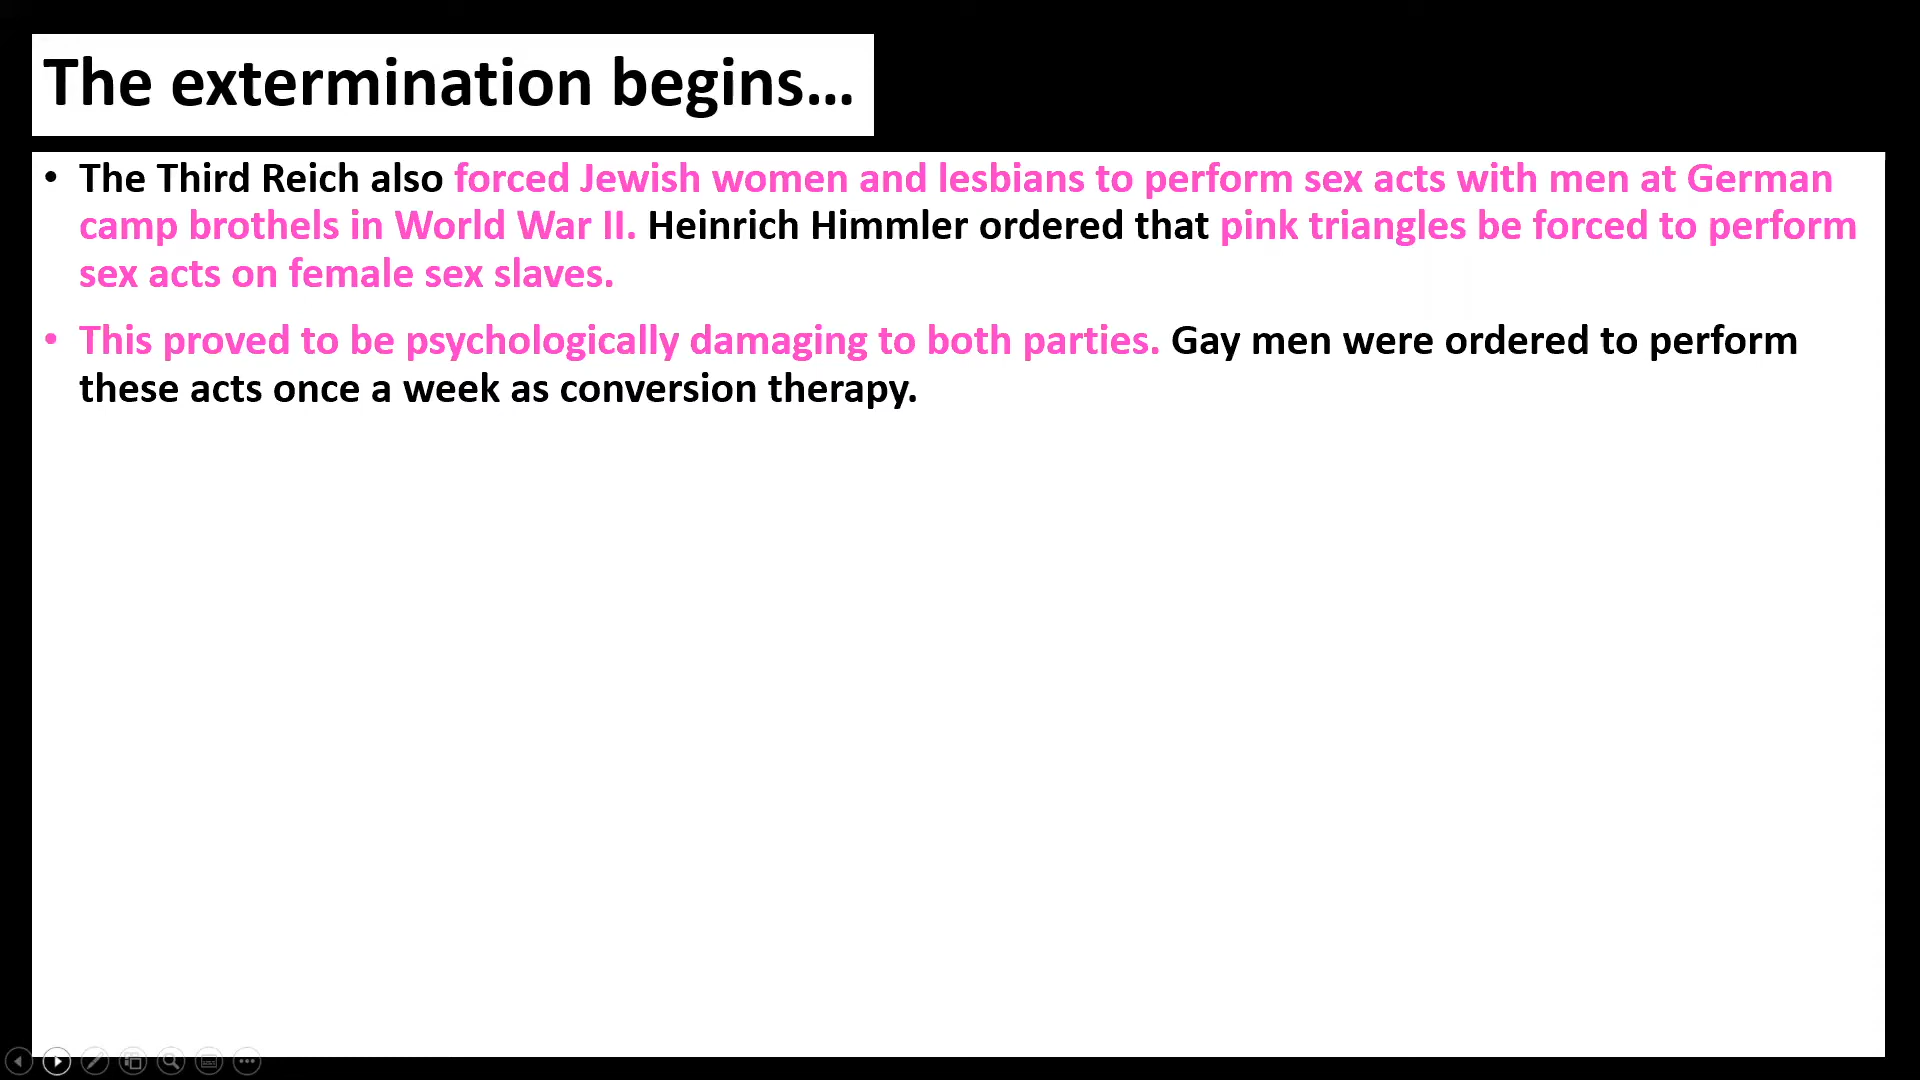 The extermination begins...
• The Third Reich also forced Jewish women and lesbians to perform sex acts with men at German
camp brothels in World War II. Heinrich Himmler ordered that pink triangles be forced to perform
sex acts on female sex slaves.
• This proved to be psychologically damaging to both parties. Gay men were ordered to perform
these acts once a week as conversion therapy.